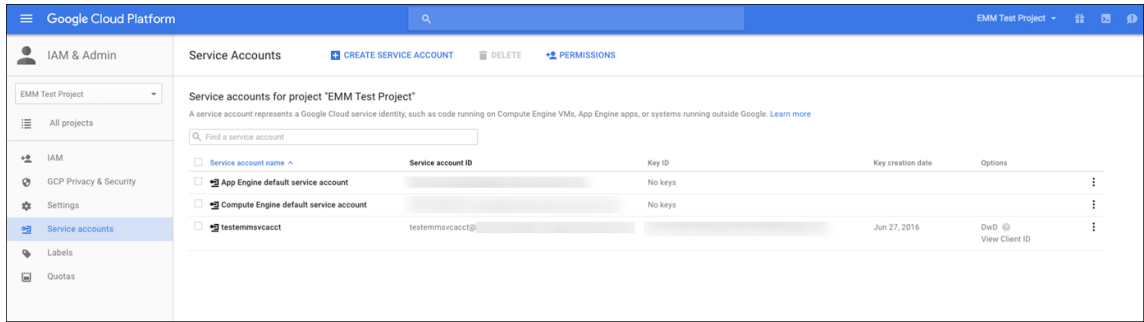 Google Cloud Platform
EMM Test Project
IAM & Admin
Service Accounts
CREATE SERVICE ACCOUNT
DELETE
PERMISSIONS
EMM Test Project
All projects
IAM
GCP Privacy & Security
Settings
Service accounts
Labels
Quotas
Service accounts for project "EMM Test Project"
A service account represents a Google Cloud service identity, such as code running on Compute Engine VMs, App Engine apps, or systems running outside Google. Learn more
Find a service account
Service account name Service account ID Key ID Key creation date Options
App Engine default service account No keys
Compute Engine default service account No keys
testemmsvcacct testemmsvcacct@ Jun 27, 2016 DwD
View Client ID